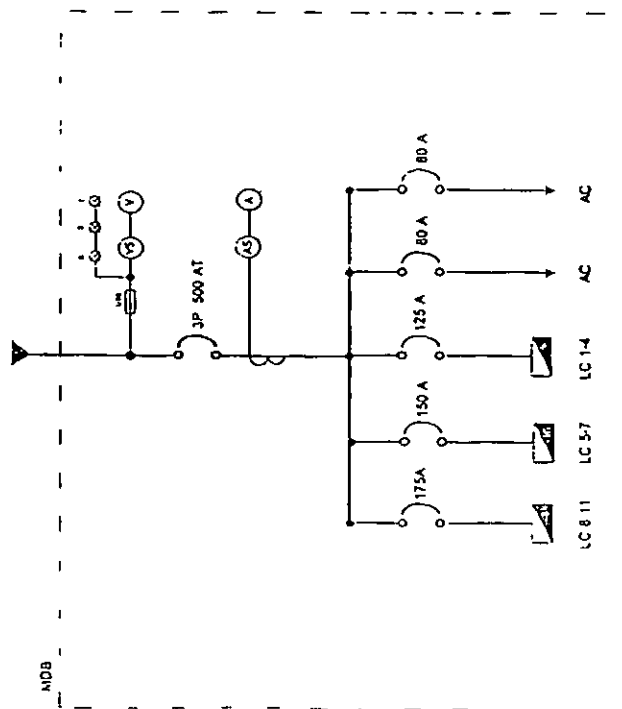 MDB
V
VS
3P 500 AT
A
AS
80 A
80 A
125 A
150 A
175A
AC
AC
LC 1-4
LC 5-7
LC 8 11